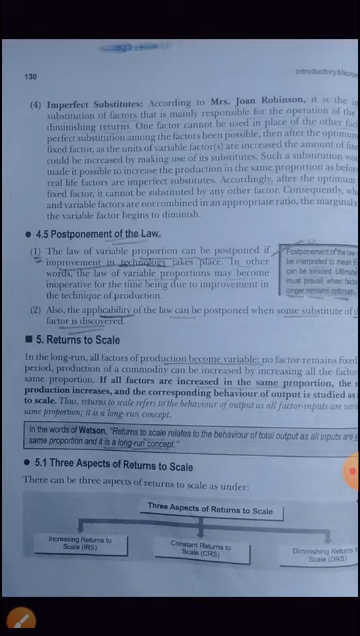 130
Introductory Micro
(4) Imperfect Substitutes: According to Mrs. Joan Robinson, it is the
substitution of factors that is mainly responsible for the operation of the
diminishing returns. One factor cannot be used in place of the other
perfect substitution among the factors been possible, then after the optimum
fixed factor, as the units of variable factor(s) are increased the amount of
could be increased by making use of its substitutes. Such a substitution
made it possible to increase the production in the same proportion as
real life factors are imperfect substitutes. Accordingly, after the optimum
fixed factor, it cannot be substituted by any other factor. Consequently,
and variable factors are not combined in an appropriate ratio, the marginal
the variable factor begins to diminish.
• 4.5 Postponement of the Law.
(1) The law of variable proportion can be postponed if
improvement in technology takes place. In other
words, the law of variable proportions may become
inoperative for the time being due to improvement in
the technique of production.
Postponement of the law
be interpreted to mean
can be avoided.
must prevail when
longer remains optimum.
(2) Also, the applicability of the law can be postponed when some substitute of
factor is discovered.
■ 5. Returns to Scale
In the long-run, all factors of production become variable; no factor remains fixed
period, production of a commodity can be increased by increasing all the
same proportion. If all factors are increased in the same proportion, the
production increases, and the corresponding behaviour of output is studied as
to scale. Thus, returns to scale refers to the behaviour of output as all factor-inputs are
same proportion; it is a long-run concept.
In the words of Watson, "Returns to scale relates to the behaviour of total output as all inputs are
same proportion and it is a long-run concept."
• 5.1 Three Aspects of Returns to Scale
There can be three aspects of returns to scale as under:
Three Aspects of Returns to Scale
Increasing Returns to
Scale (IRS)
Constant Returns to
Scale (CRS)
Diminishing Returns
Scale (DRS)